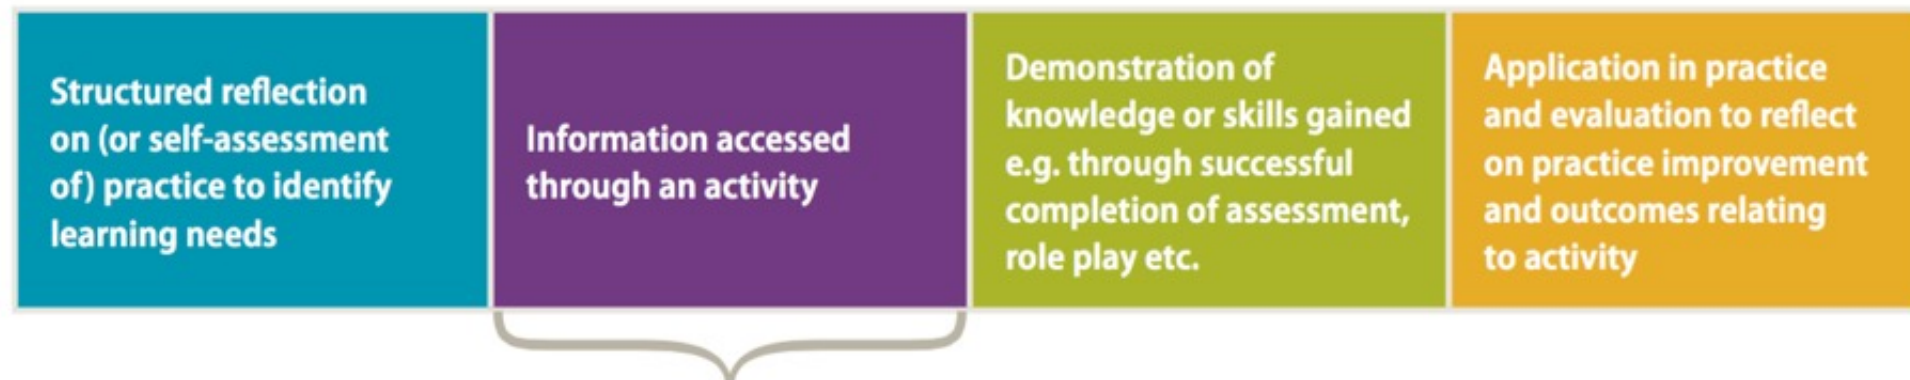 Structured reflection
on (or self-assessment
of) practice to identify
learning needs
Information accessed
through an activity
Demonstration of
knowledge or skills gained
e.g. through successful
completion of assessment,
role play etc.
Application in practice
and evaluation to reflect
on practice improvement
and outcomes relating
to activity